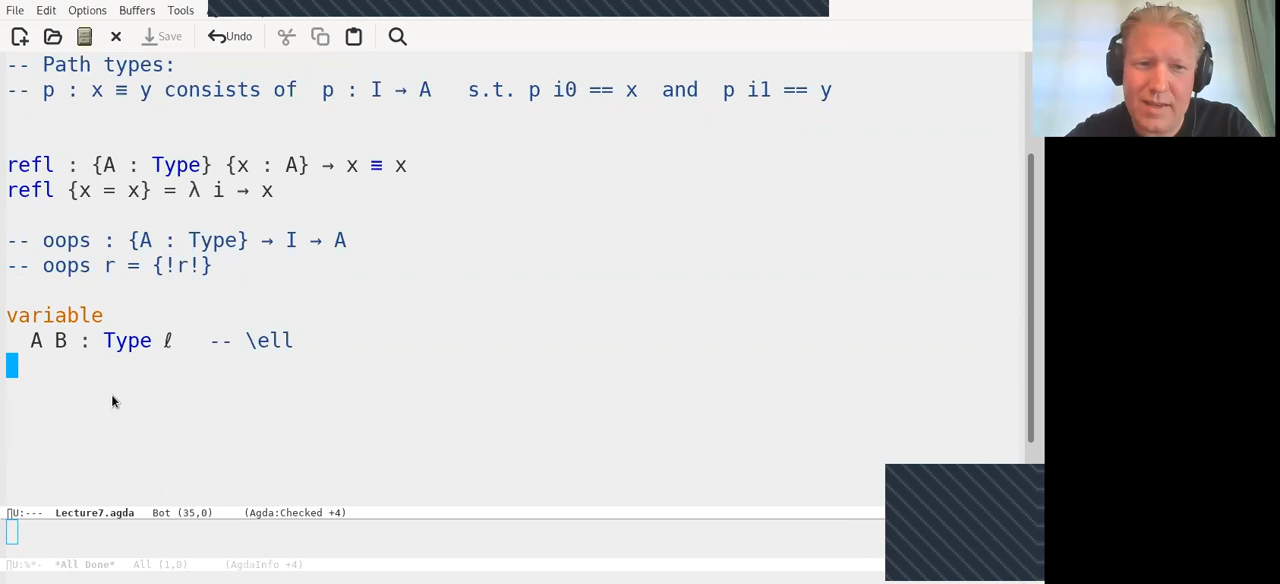 File Edit Options Buffers Tools
Save Undo
-- Path types:
-- p : x ≡ y consists of  p : I → A   s.t. p i0 == x  and  p i1 == y
refl : {A : Type} {x : A} → x ≡ x
refl {x = x} = λ i → x
-- oops : {A : Type} → I → A
-- oops r = {!r!}
variable
A B : Type ℓ   -- \ell
U:---  Lecture7.agda   Bot (35,0)   (Agda:Checked +4)
U:%*-  *All Done*   All (1,0)   (AgdaInfo +4)